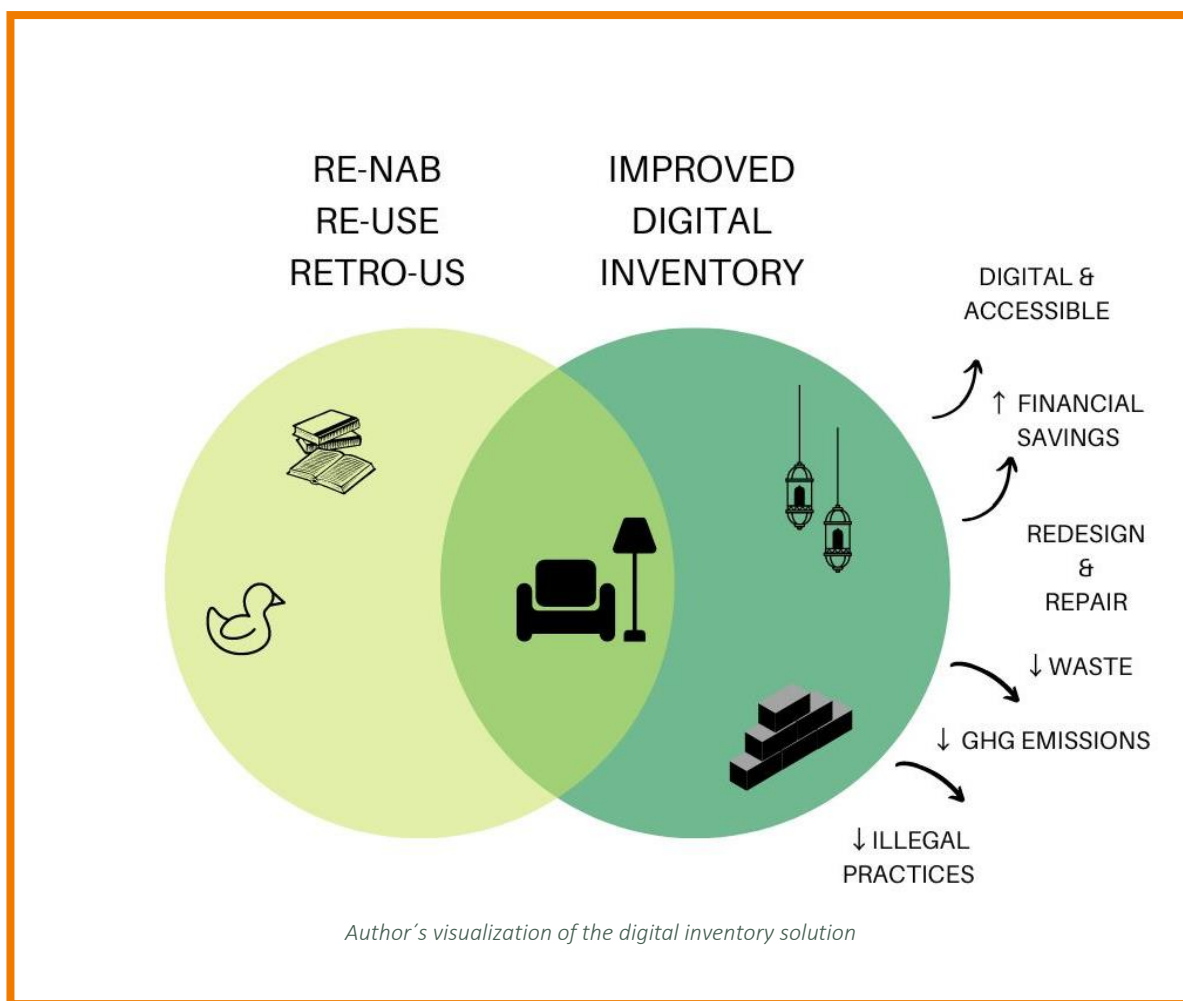 RE-NAB
RE-USE
RETRO-US
IMPROVED
DIGITAL
INVENTORY
DIGITAL &
ACCESSIBLE
↑ FINANCIAL
SAVINGS
REDESIGN
&
REPAIR
↓ WASTE
↓ GHG EMISSIONS
↓ ILLEGAL
PRACTICES
Author´s visualization of the digital inventory solution